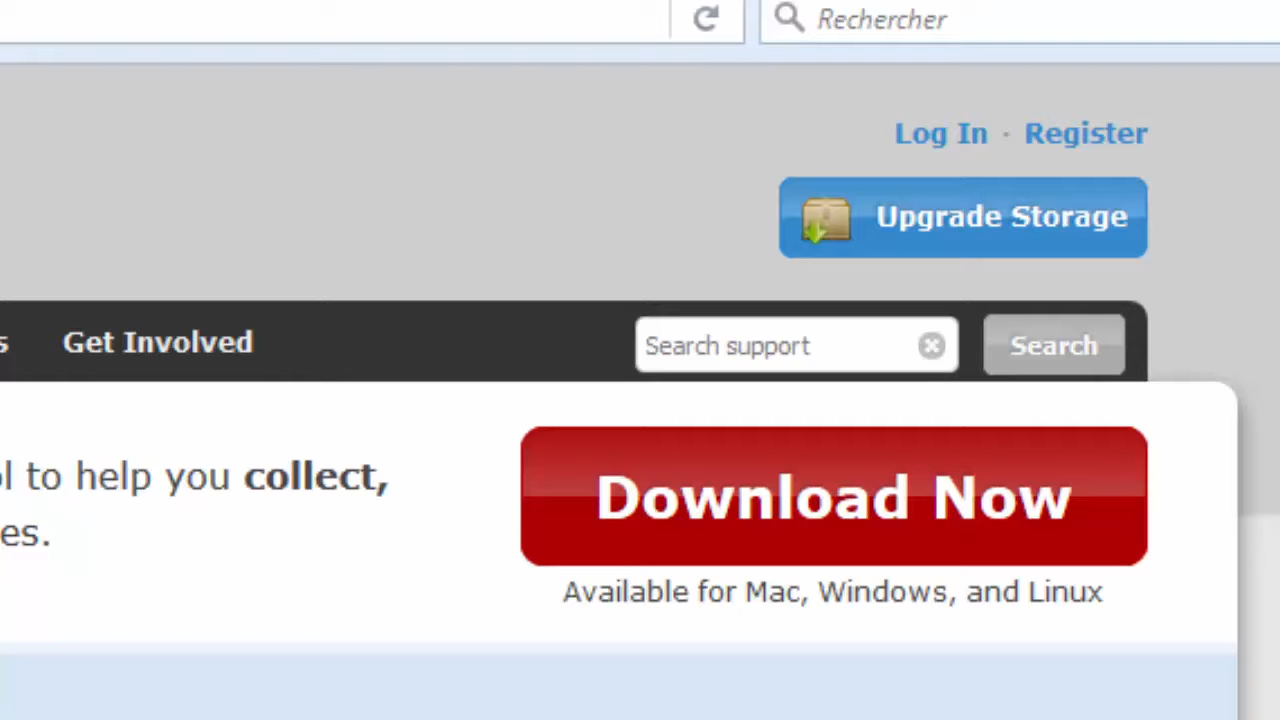 Rechercher
Log In · Register
Upgrade Storage
Get Involved
Search support
Search
to help you collect,
Download Now
Available for Mac, Windows, and Linux